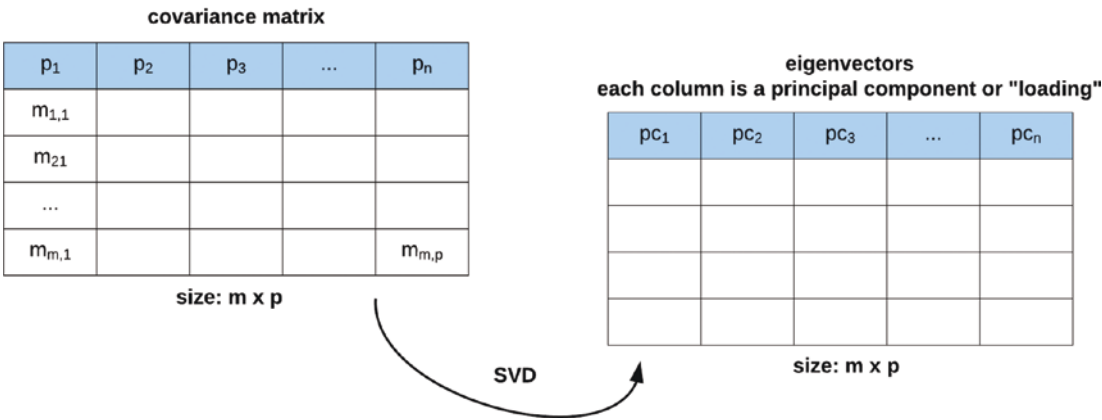 covariance matrix
p₁ p₂ p₃ ... pₙ
m₁,₁
m₂₁
...
mₘ,₁ mₘ,ₚ
size: m x p
SVD
eigenvectors
each column is a principal component or "loading"
pc₁ pc₂ pc₃ ... pcₙ
size: m x p